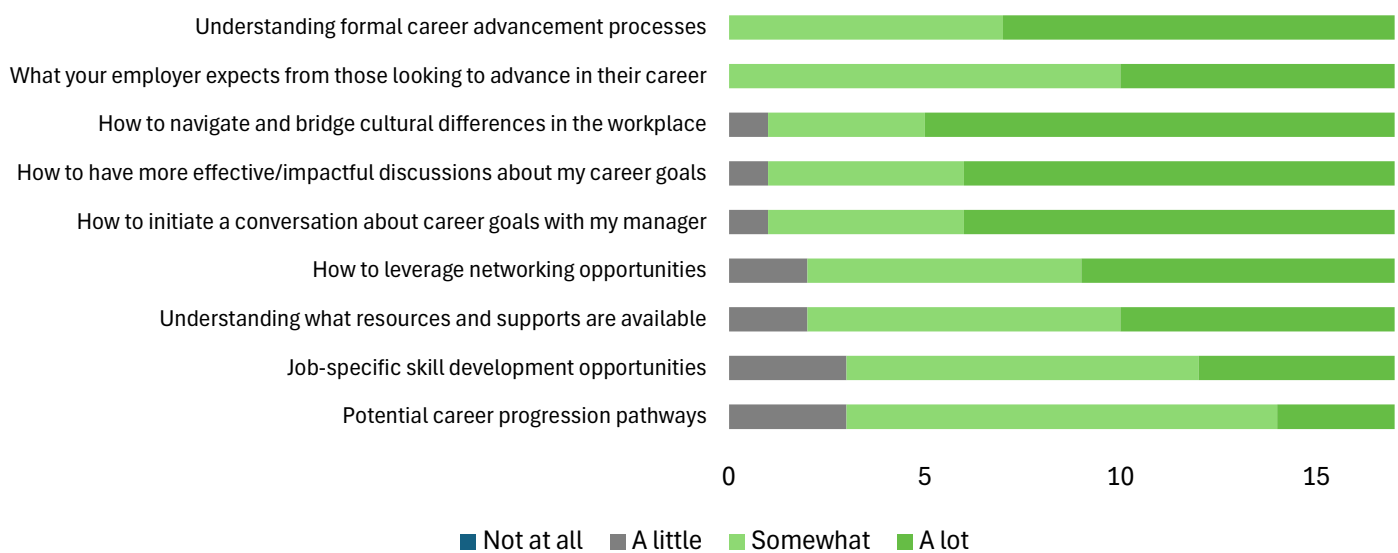 Understanding formal career advancement processes
What your employer expects from those looking to advance in their career
How to navigate and bridge cultural differences in the workplace
How to have more effective/impactful discussions about my career goals
How to initiate a conversation about career goals with my manager
How to leverage networking opportunities
Understanding what resources and supports are available
Job-specific skill development opportunities
Potential career progression pathways
0 5 10 15
Not at all A little Somewhat A lot